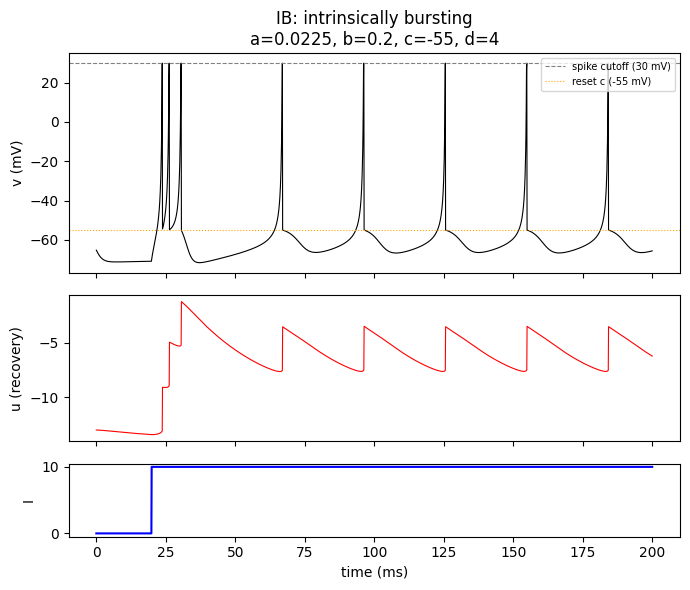 IB: intrinsically bursting
a=0.0225, b=0.2, c=-55, d=4
spike cutoff (30 mV)
reset c (-55 mV)
v (mV)
20
0
−20
−40
−60
u (recovery)
−5
−10
I
10
0
0
25
50
75
100
125
150
175
200
time (ms)